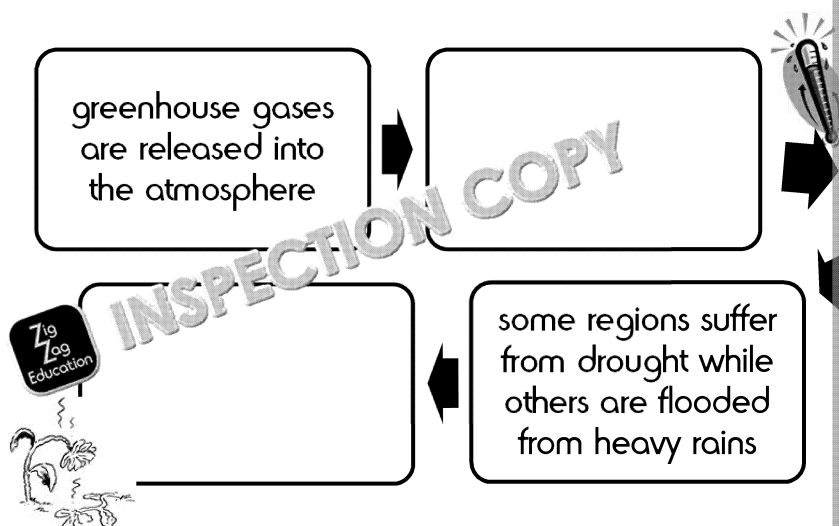 greenhouse gases
are released into
the atmosphere
INSPECTION COPY
Zig
Zag
Education
some regions suffer
from drought while
others are flooded
from heavy rains